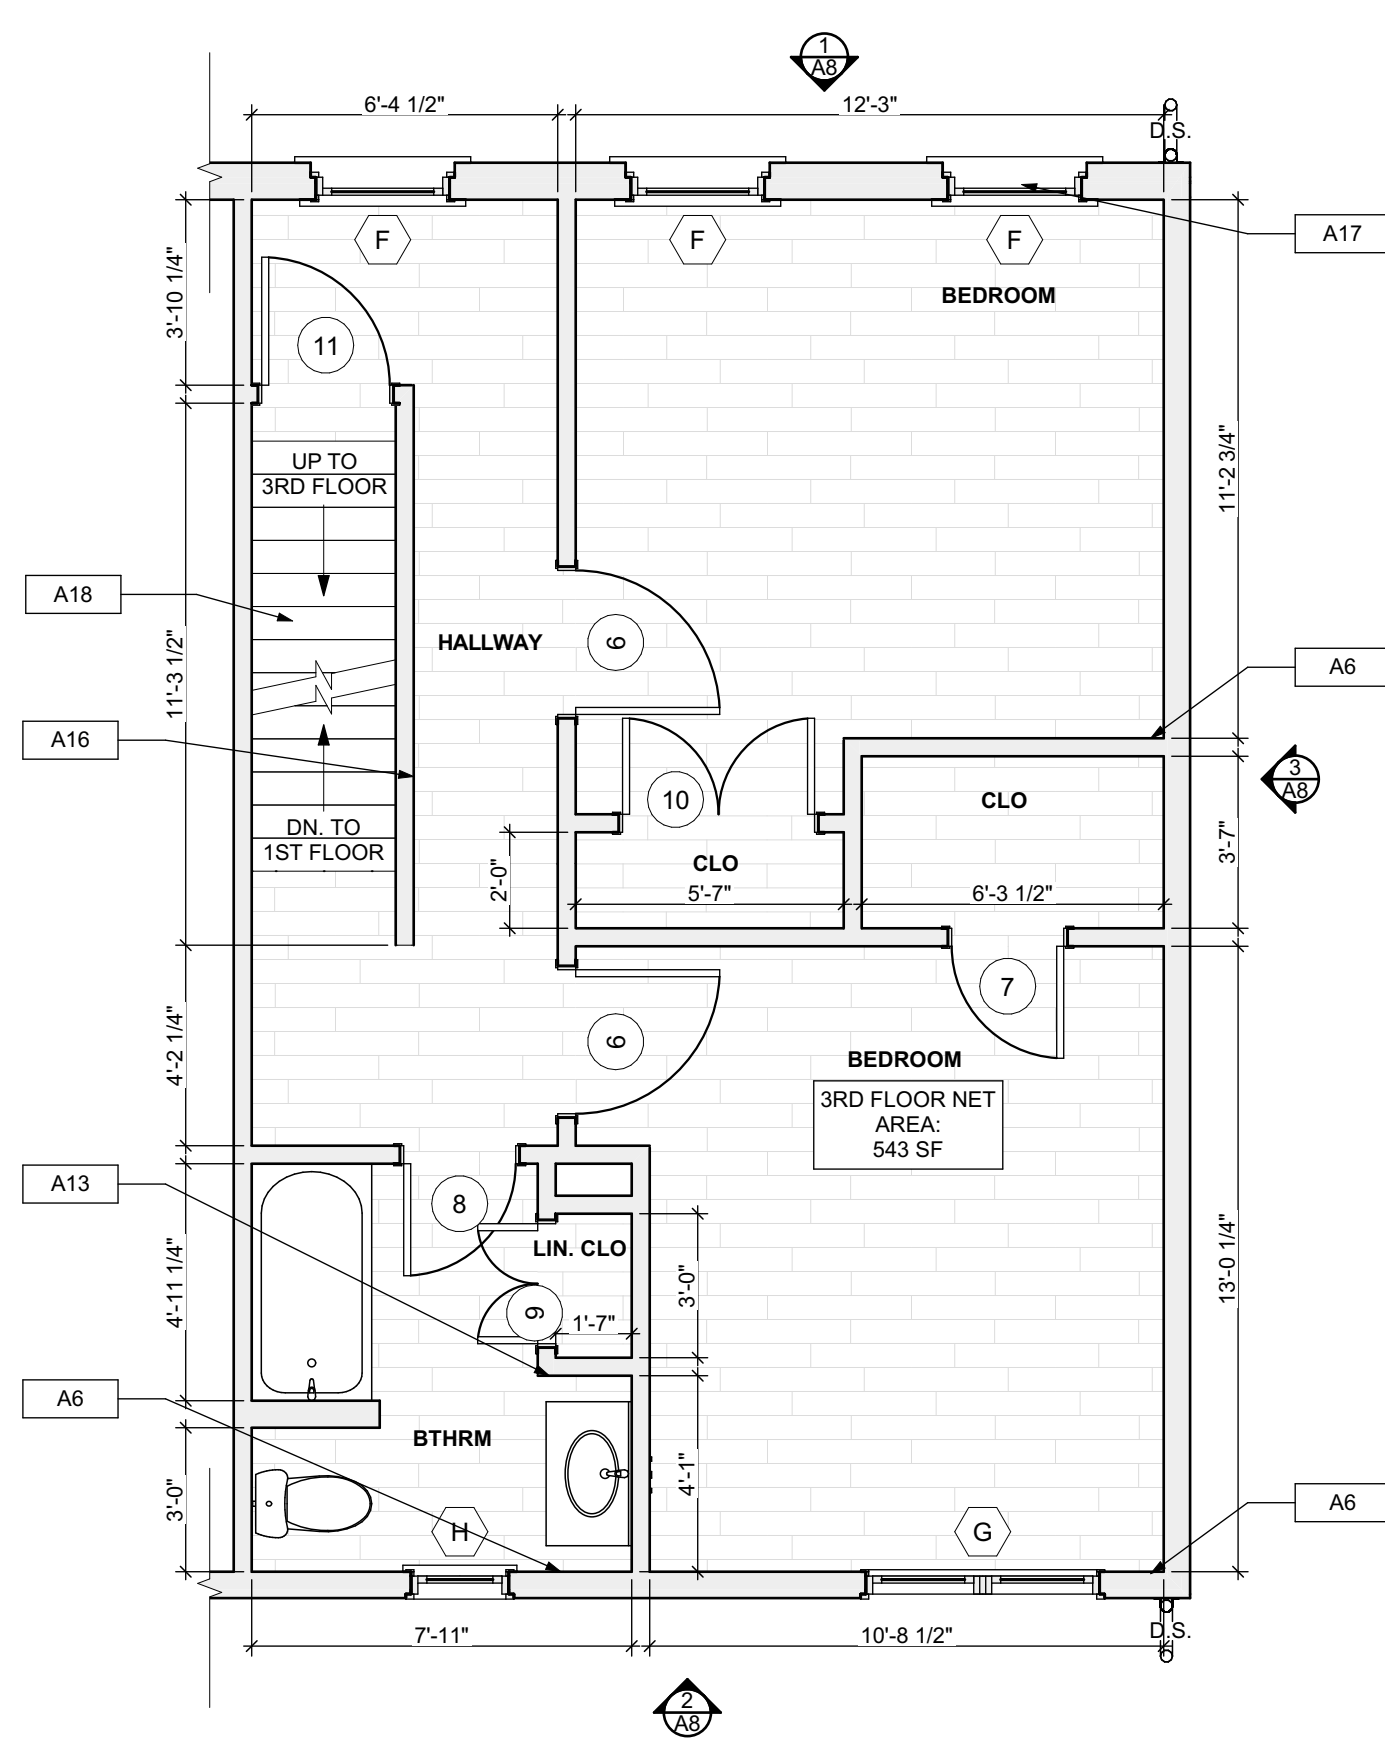 1
A8
6'-4 1/2"
12'-3"
D.S.
F
F
F
A17
BEDROOM
3'-10 1/4"
11
UP TO
3RD FLOOR
11'-2 3/4"
A18
HALLWAY
6
11'-3 1/2"
A6
A16
3
A8
10
CLO
DN. TO
1ST FLOOR
CLO
2'-0"
5'-7"
6'-3 1/2"
3'-7"
7
4'-2 1/4"
6
BEDROOM
3RD FLOOR NET
AREA:
543 SF
A13
8
LIN. CLO
4'-11 1/4"
3'-0"
13'-0 1/4"
9
1'-7"
A6
BTHRM
3'-0"
4'-1"
H
G
A6
7'-11"
10'-8 1/2"
D.S.
2
A8